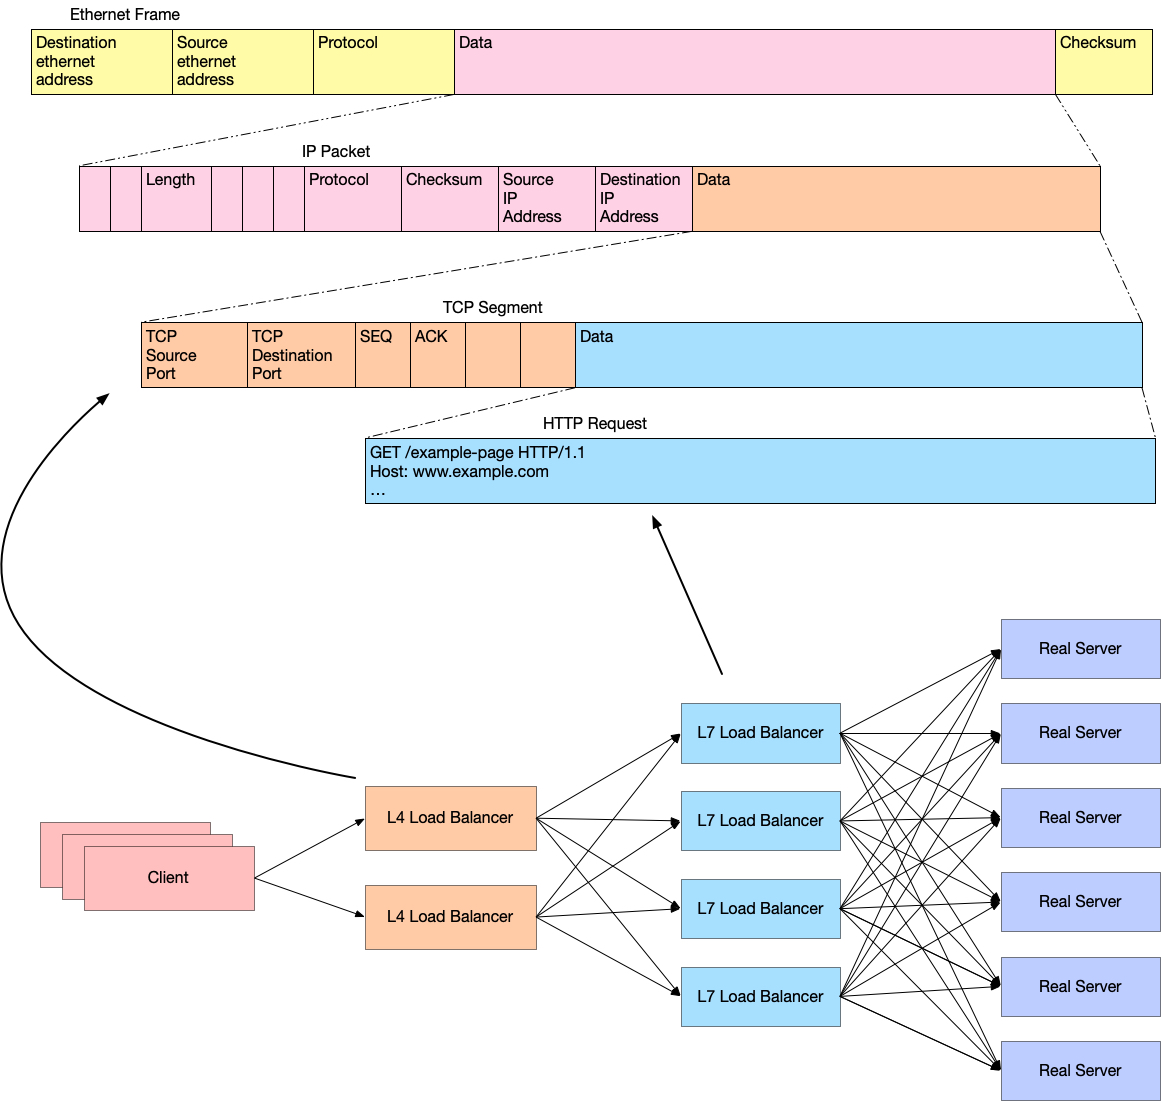 Ethernet Frame
Destination
ethernet
address
Source
ethernet
address
Protocol
Data
Checksum
IP Packet
Length
Protocol
Checksum
Source
IP
Address
Destination
IP
Address
Data
TCP Segment
TCP
Source
Port
TCP
Destination
Port
SEQ
ACK
Data
HTTP Request
GET /example-page HTTP/1.1
Host: www.example.com
...
Client
L4 Load Balancer
L4 Load Balancer
L7 Load Balancer
L7 Load Balancer
L7 Load Balancer
L7 Load Balancer
Real Server
Real Server
Real Server
Real Server
Real Server
Real Server